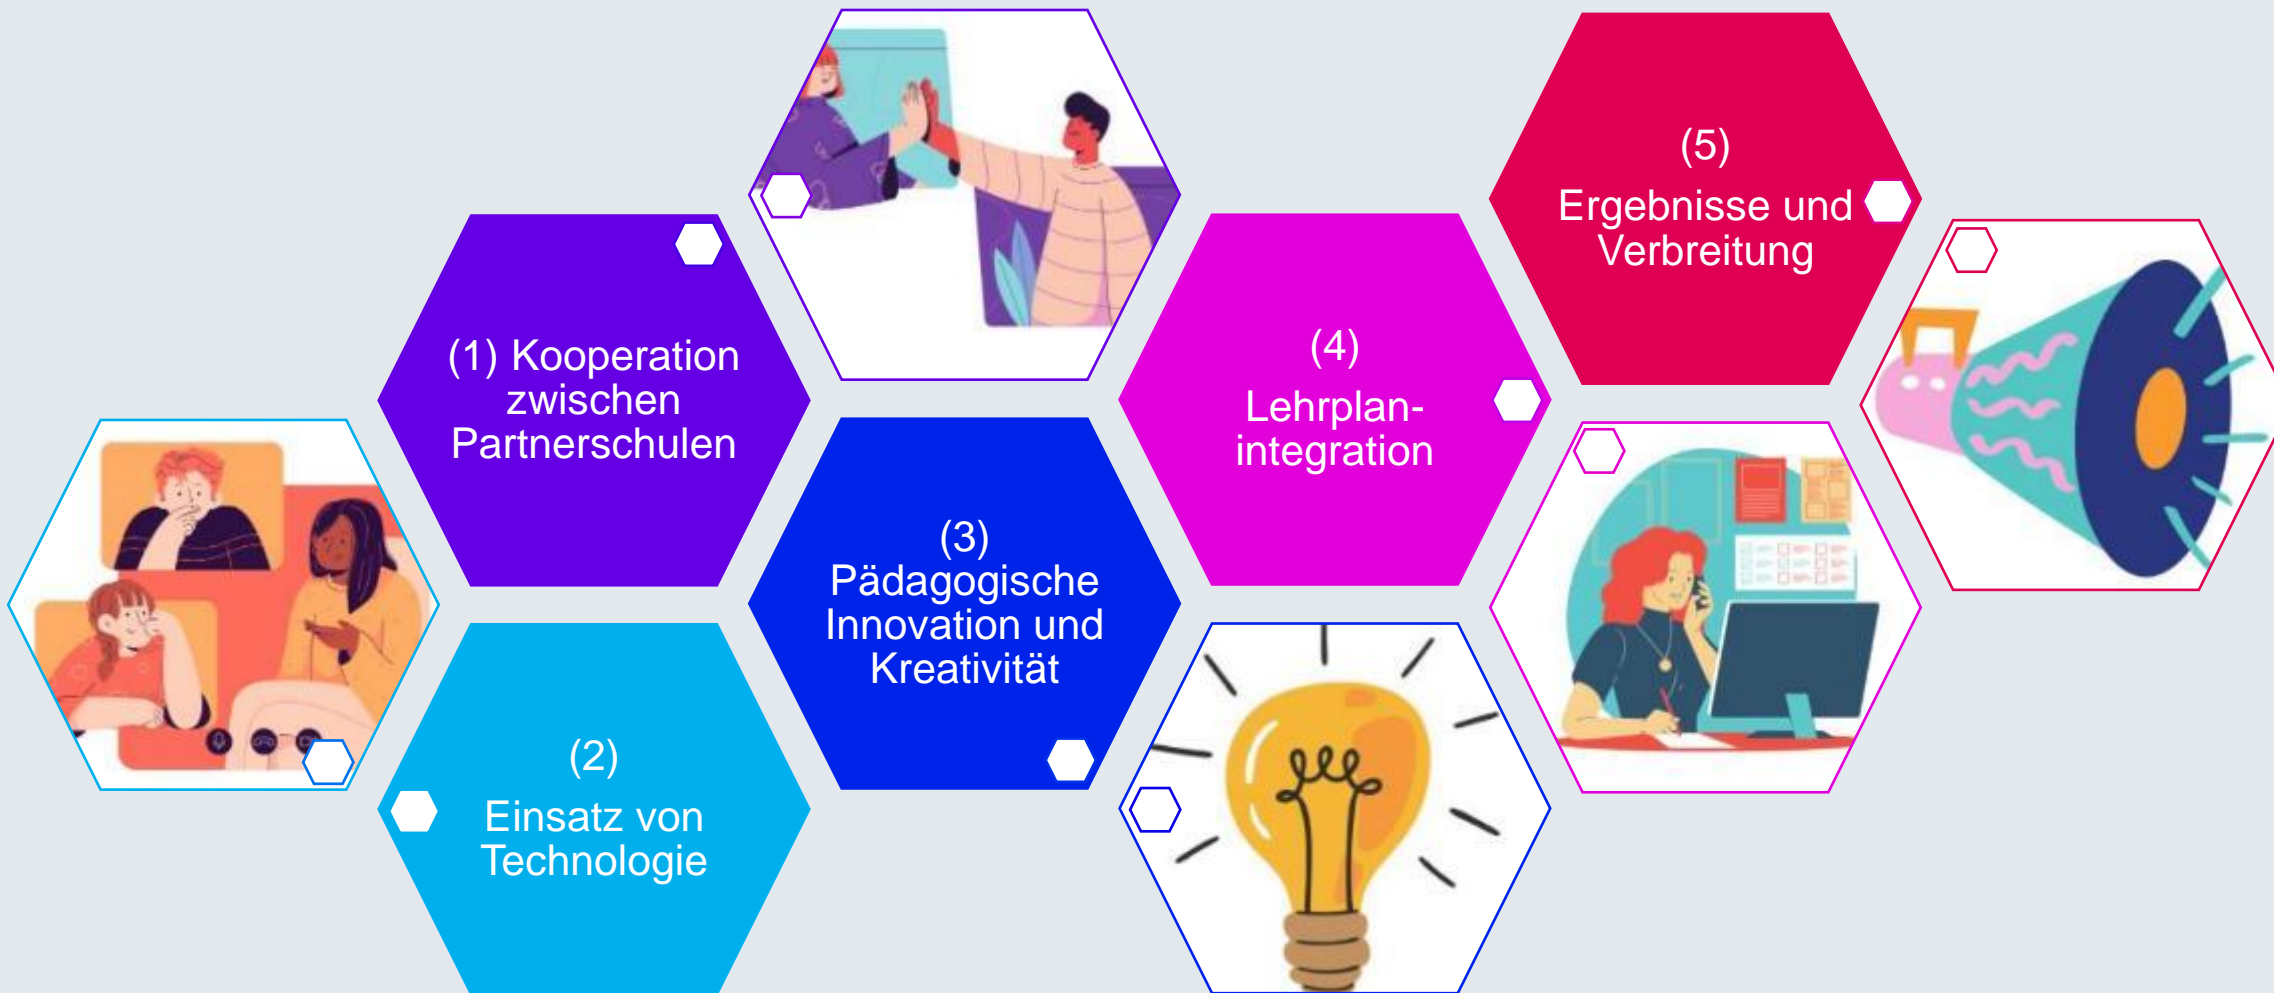 (1) Kooperation
zwischen
Partnerschulen
(2)
Einsatz von
Technologie
(3)
Pädagogische
Innovation und
Kreativität
(4)
Lehrplan-
integration
(5)
Ergebnisse und
Verbreitung